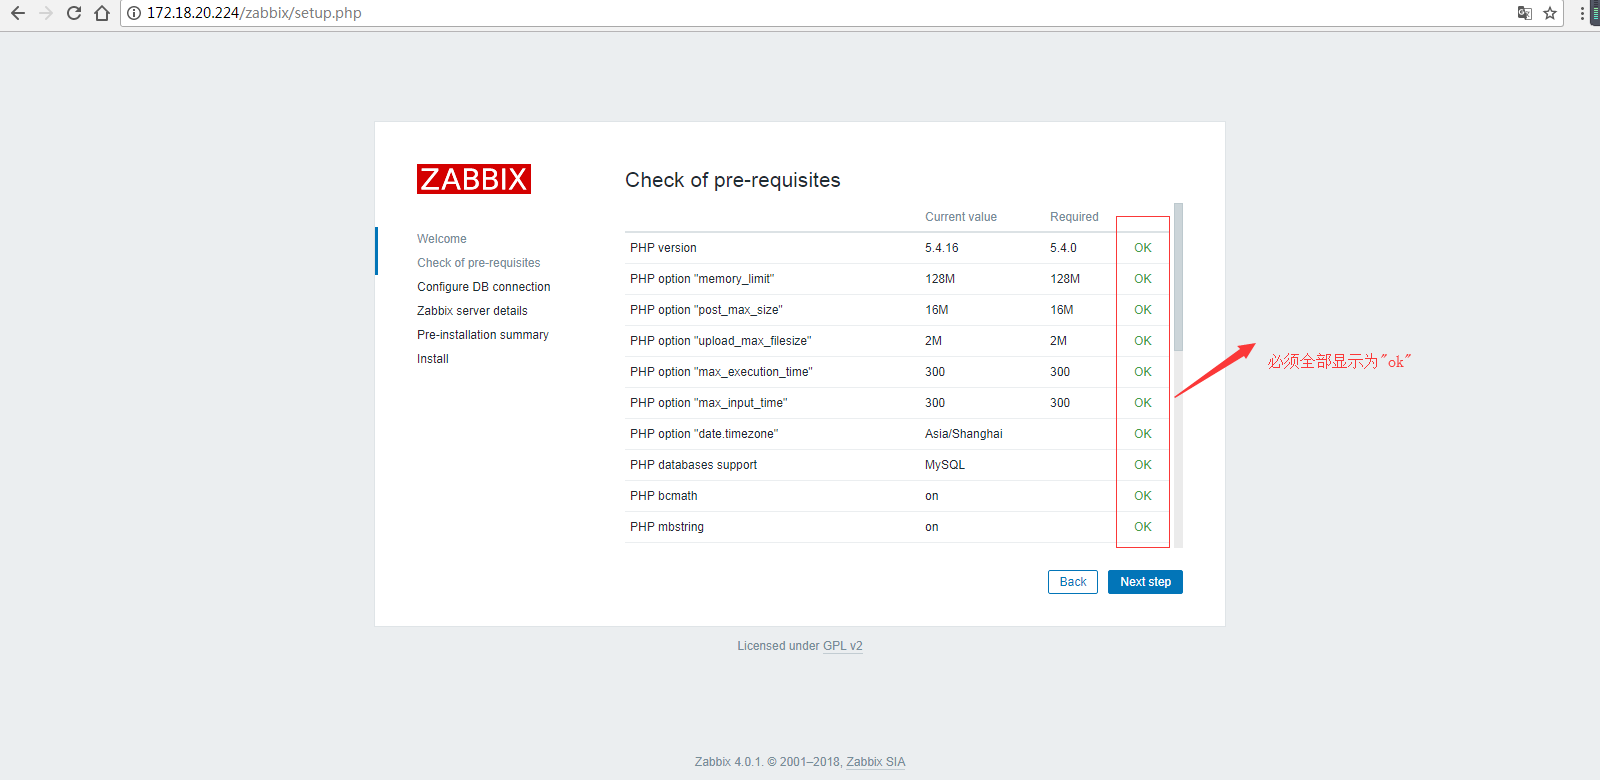 172.18.20.224/zabbix/setup.php
ZABBIX
Welcome
Check of pre-requisites
Configure DB connection
Zabbix server details
Pre-installation summary
Install
Check of pre-requisites
Current value Required
PHP version 5.4.16 5.4.0 OK
PHP option "memory_limit" 128M 128M OK
PHP option "post_max_size" 16M 16M OK
PHP option "upload_max_filesize" 2M 2M OK
PHP option "max_execution_time" 300 300 OK
PHP option "max_input_time" 300 300 OK
PHP option "date.timezone" Asia/Shanghai OK
PHP databases support MySQL OK
PHP bcmath on OK
PHP mbstring on OK
必须全部显示为"ok"
Back Next step
Licensed under GPL v2
Zabbix 4.0.1. © 2001–2018, Zabbix SIA